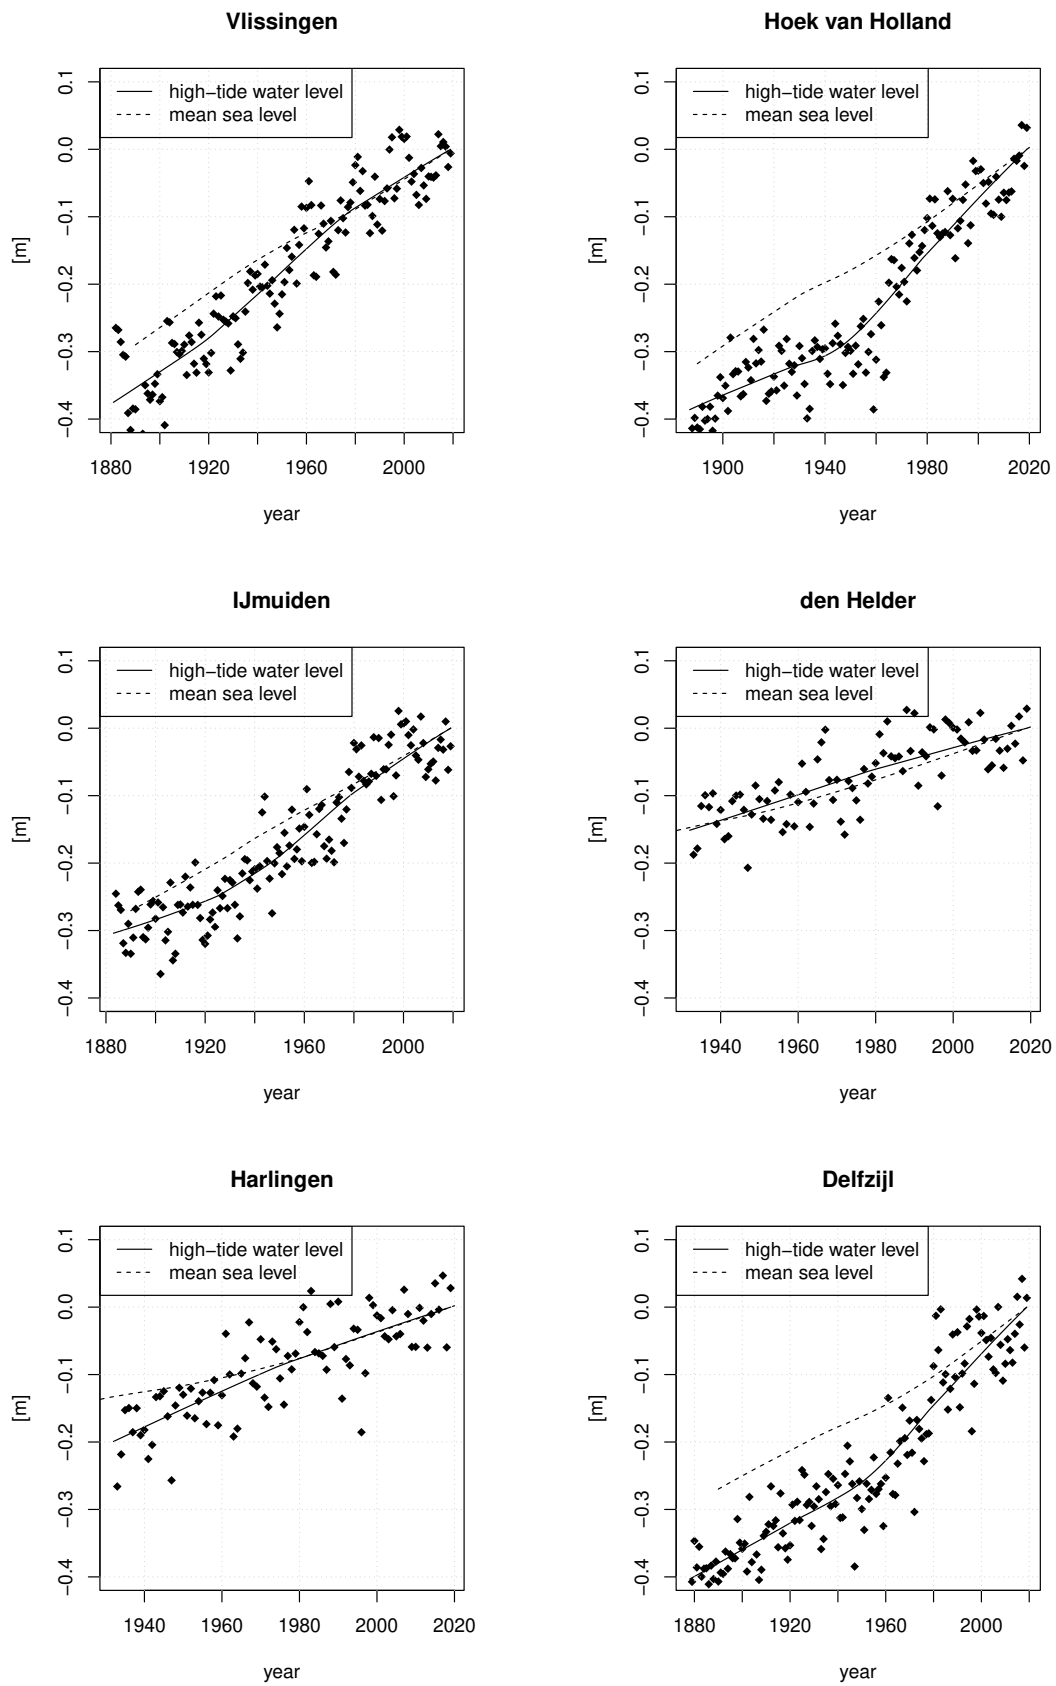 Vlissingen
high−tide water level
mean sea level
[m]
0.1
0.0
−0.1
−0.2
−0.3
−0.4
1880
1920
1960
2000
year
Hoek van Holland
high−tide water level
mean sea level
[m]
0.1
0.0
−0.1
−0.2
−0.3
−0.4
1900
1940
1980
2020
year
IJmuiden
high−tide water level
mean sea level
[m]
0.1
0.0
−0.1
−0.2
−0.3
−0.4
1880
1920
1960
2000
year
den Helder
high−tide water level
mean sea level
[m]
0.1
0.0
−0.1
−0.2
−0.3
−0.4
1940
1960
1980
2000
2020
year
Harlingen
high−tide water level
mean sea level
[m]
0.1
0.0
−0.1
−0.2
−0.3
−0.4
1940
1960
1980
2000
2020
year
Delfzijl
high−tide water level
mean sea level
[m]
0.1
0.0
−0.1
−0.2
−0.3
−0.4
1880
1920
1960
2000
year